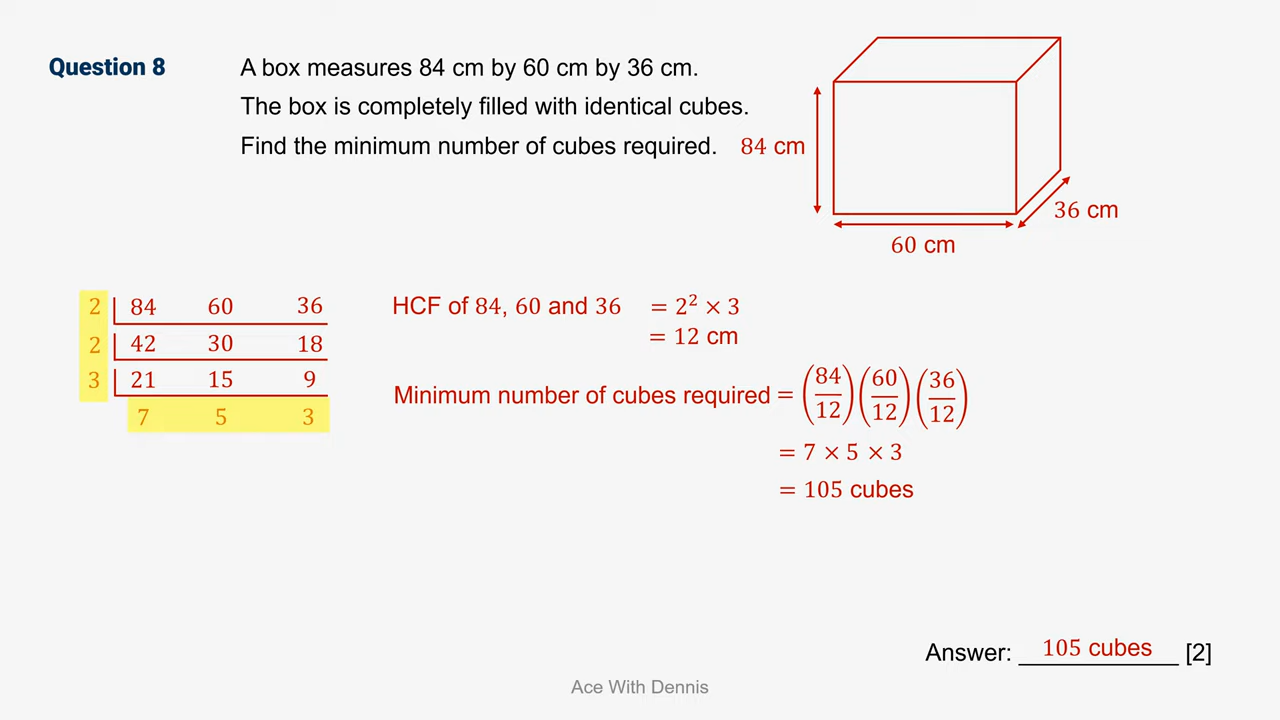 Question 8
A box measures 84 cm by 60 cm by 36 cm.
The box is completely filled with identical cubes.
Find the minimum number of cubes required.
84 cm
36 cm
60 cm
2 84 60 36
2 42 30 18
3 21 15 9
7 5 3
HCF of 84, 60 and 36 = 2² × 3
= 12 cm
Minimum number of cubes required = (84/12)(60/12)(36/12)
= 7 × 5 × 3
= 105 cubes
Answer: 105 cubes [2]
Ace With Dennis